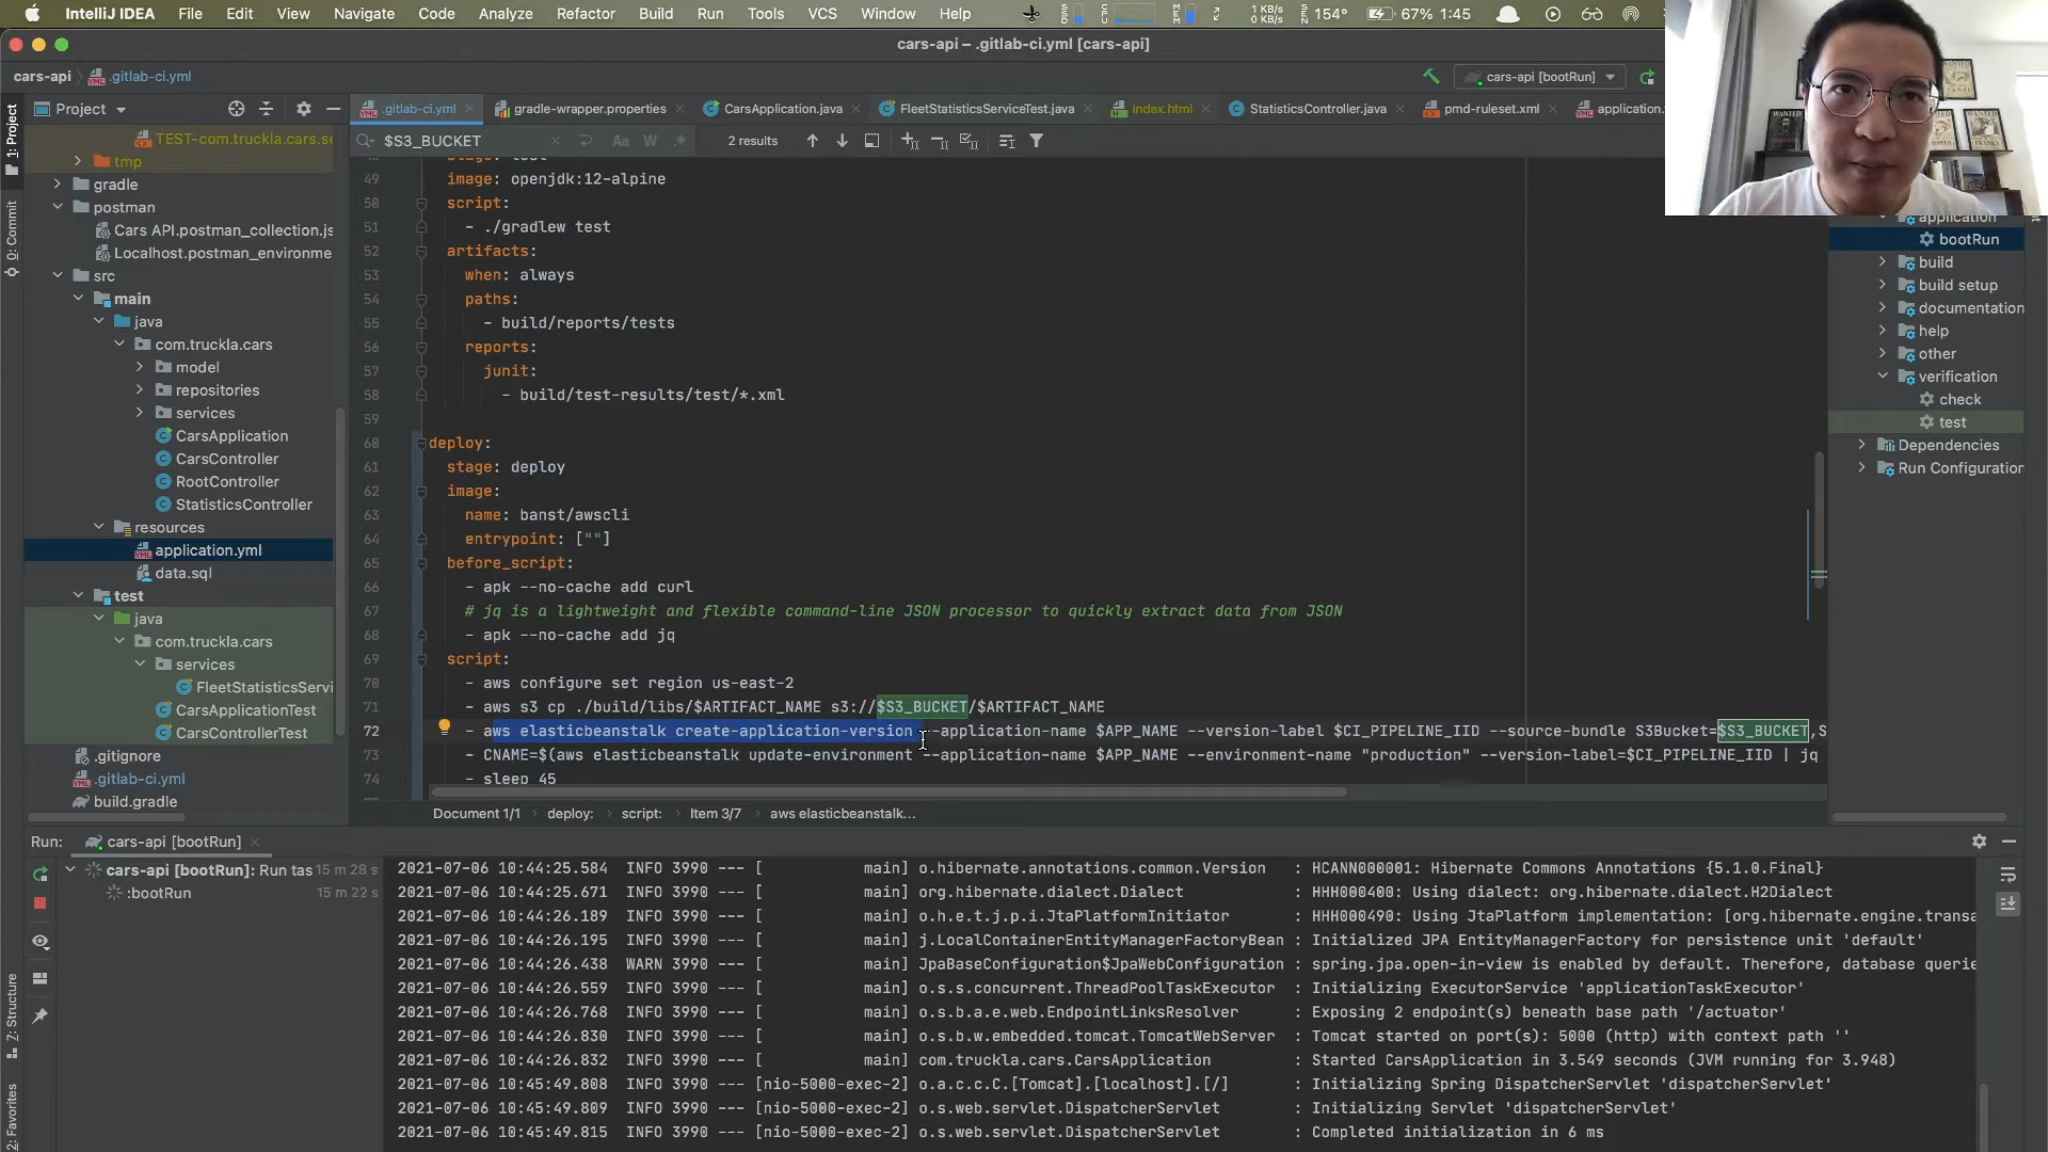 IntelliJ IDEA File Edit View Navigate Code Analyze Refactor Build Run Tools VCS Window Help 1 KB/s 0 KB/s 154° 67% 1:45
cars-api – .gitlab-ci.yml [cars-api]
cars-api .gitlab-ci.yml cars-api [bootRun]
Project .gitlab-ci.yml gradle-wrapper.properties CarsApplication.java FleetStatisticsServiceTest.java index.html StatisticsController.java pmd-ruleset.xml application.
$S3_BUCKET Aa W .* 2 results
1: Project
0: Commit
7: Structure
2: Favorites
TEST-com.truckla.cars.se
tmp
gradle
postman
Cars API.postman_collection.js
Localhost.postman_environme
src
main
java
com.truckla.cars
model
repositories
services
CarsApplication
CarsController
RootController
StatisticsController
resources
application.yml
data.sql
test
java
com.truckla.cars
services
FleetStatisticsServi
CarsApplicationTest
CarsControllerTest
.gitignore
.gitlab-ci.yml
build.gradle
49 image: openjdk:12-alpine
50 script:
51 - ./gradlew test
52 artifacts:
53 when: always
54 paths:
55 - build/reports/tests
56 reports:
57 junit:
58 - build/test-results/test/*.xml
59
60 deploy:
61 stage: deploy
62 image:
63 name: banst/awscli
64 entrypoint: [""]
65 before_script:
66 - apk --no-cache add curl
67 # jq is a lightweight and flexible command-line JSON processor to quickly extract data from JSON
68 - apk --no-cache add jq
69 script:
70 - aws configure set region us-east-2
71 - aws s3 cp ./build/libs/$ARTIFACT_NAME s3://$S3_BUCKET/$ARTIFACT_NAME
72 - aws elasticbeanstalk create-application-version --application-name $APP_NAME --version-label $CI_PIPELINE_IID --source-bundle S3Bucket=$S3_BUCKET,S
73 - CNAME=$(aws elasticbeanstalk update-environment --application-name $APP_NAME --environment-name "production" --version-label=$CI_PIPELINE_IID | jq
74 - sleep 45
Document 1/1 deploy: script: Item 3/7 aws elasticbeanstalk...
application
bootRun
build
build setup
documentation
help
other
verification
check
test
Dependencies
Run Configuration
Run: cars-api [bootRun]
cars-api [bootRun]: Run tas 15 m 28 s
:bootRun 15 m 22 s
2021-07-06 10:44:25.584 INFO 3990 --- [ main] o.hibernate.annotations.common.Version : HCANN000001: Hibernate Commons Annotations {5.1.0.Final}
2021-07-06 10:44:25.671 INFO 3990 --- [ main] org.hibernate.dialect.Dialect : HHH000400: Using dialect: org.hibernate.dialect.H2Dialect
2021-07-06 10:44:26.189 INFO 3990 --- [ main] o.h.e.t.j.p.i.JtaPlatformInitiator : HHH000490: Using JtaPlatform implementation: [org.hibernate.engine.transa
2021-07-06 10:44:26.195 INFO 3990 --- [ main] j.LocalContainerEntityManagerFactoryBean : Initialized JPA EntityManagerFactory for persistence unit 'default'
2021-07-06 10:44:26.438 WARN 3990 --- [ main] JpaBaseConfiguration$JpaWebConfiguration : spring.jpa.open-in-view is enabled by default. Therefore, database querie
2021-07-06 10:44:26.559 INFO 3990 --- [ main] o.s.s.concurrent.ThreadPoolTaskExecutor : Initializing ExecutorService 'applicationTaskExecutor'
2021-07-06 10:44:26.768 INFO 3990 --- [ main] o.s.b.a.e.web.EndpointLinksResolver : Exposing 2 endpoint(s) beneath base path '/actuator'
2021-07-06 10:44:26.830 INFO 3990 --- [ main] o.s.b.w.embedded.tomcat.TomcatWebServer : Tomcat started on port(s): 5000 (http) with context path ''
2021-07-06 10:44:26.832 INFO 3990 --- [ main] com.truckla.cars.CarsApplication : Started CarsApplication in 3.549 seconds (JVM running for 3.948)
2021-07-06 10:45:49.808 INFO 3990 --- [nio-5000-exec-2] o.a.c.c.C.[Tomcat].[localhost].[/] : Initializing Spring DispatcherServlet 'dispatcherServlet'
2021-07-06 10:45:49.809 INFO 3990 --- [nio-5000-exec-2] o.s.web.servlet.DispatcherServlet : Initializing Servlet 'dispatcherServlet'
2021-07-06 10:45:49.815 INFO 3990 --- [nio-5000-exec-2] o.s.web.servlet.DispatcherServlet : Completed initialization in 6 ms